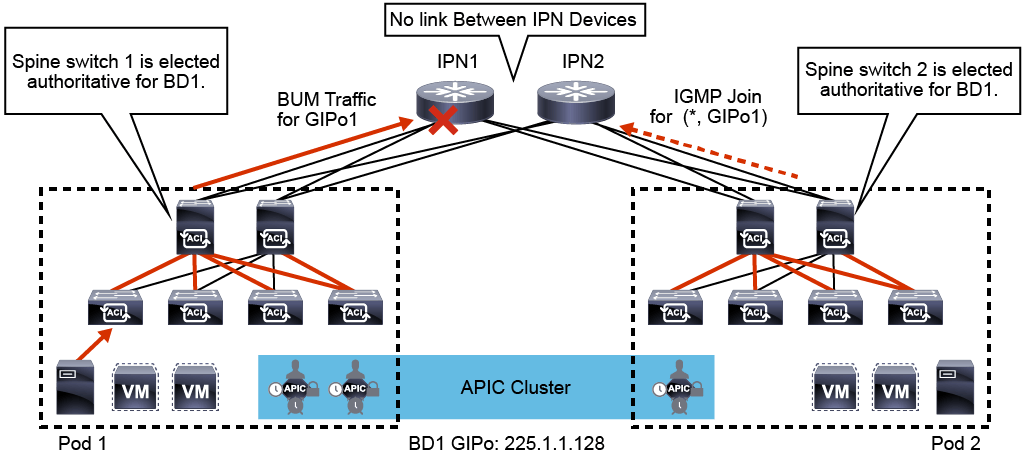 No link Between IPN Devices
Spine switch 1 is elected
authoritative for BD1.
IPN1
IPN2
Spine switch 2 is elected
authoritative for BD1.
BUM Traffic
for GIPo1
IGMP Join
for (*, GIPo1)
ACI
ACI
ACI
ACI
ACI
ACI
ACI
ACI
ACI
ACI
ACI
ACI
VM
VM
APIC
APIC
APIC Cluster
APIC
VM
VM
Pod 1
BD1 GIPo: 225.1.1.128
Pod 2